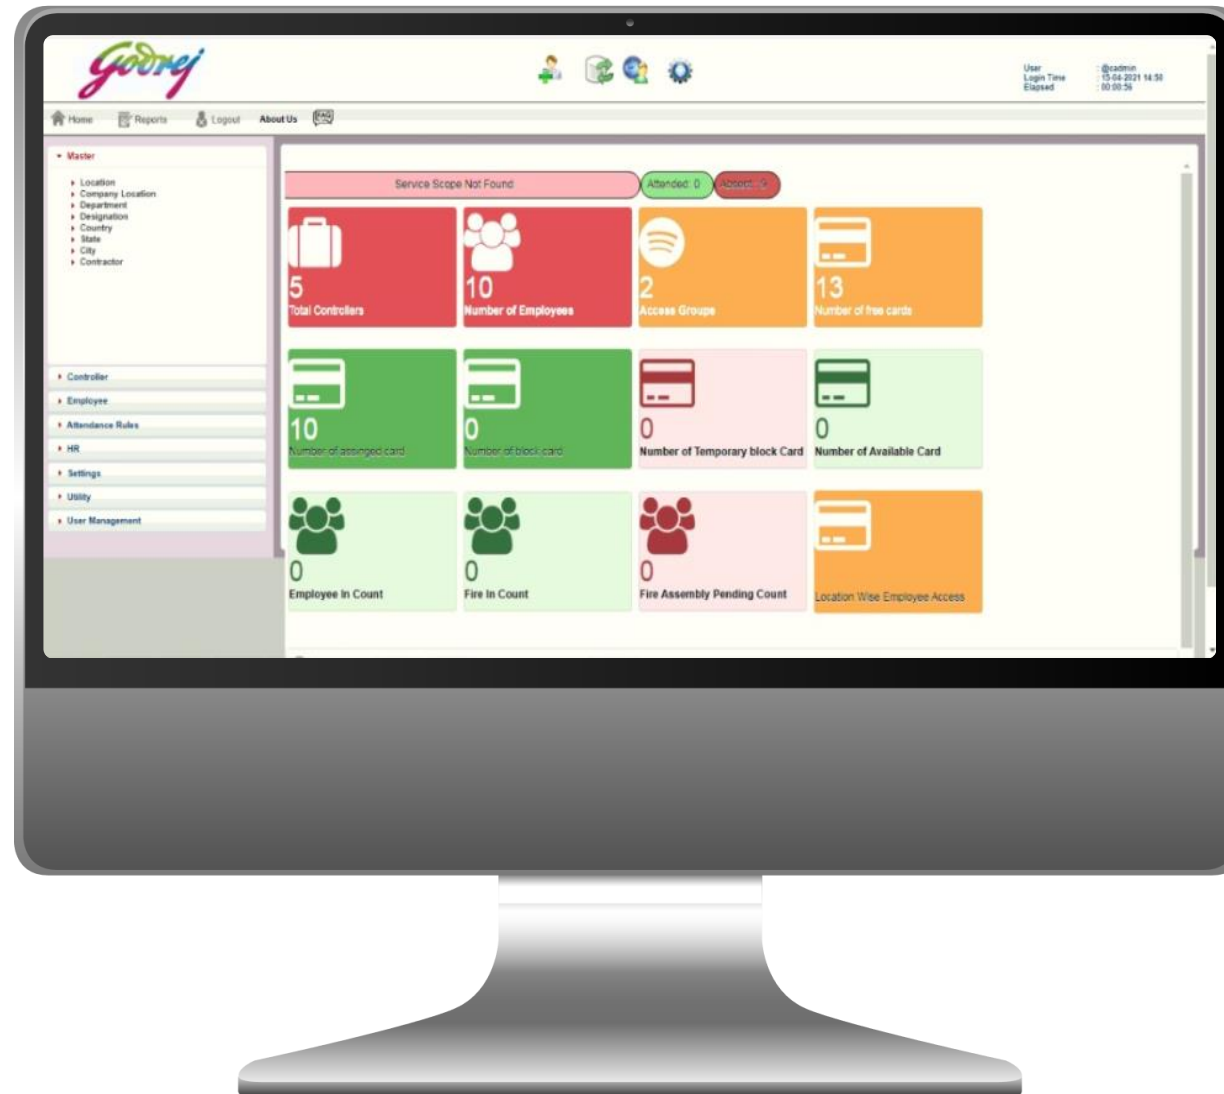 Godrej
User : @cadmin
Login Time : 15-04-2021 14:50
Elapsed : 00:00:56
Home Reports Logout About Us FAQ
Master
Location
Company Location
Department
Designation
Country
State
City
Contractor
Controller
Employee
Attendance Rules
HR
Settings
Utility
User Management
Service Scope Not Found Attended: 0 Absent : 9
5
Total Controllers
10
Number of Employees
2
Access Groups
13
Number of free cards
10
Number of assinged card
0
Number of block card
0
Number of Temporary block Card
0
Number of Available Card
0
Employee In Count
0
Fire In Count
0
Fire Assembly Pending Count
Location Wise Employee Access